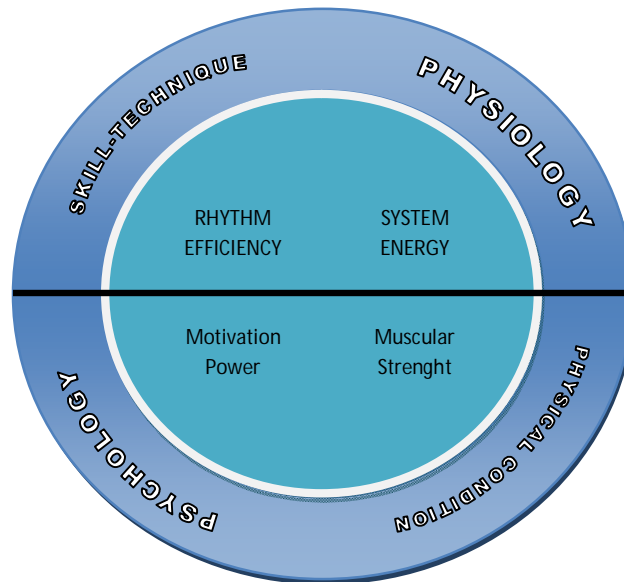 SKILL-TECHNIQUE
PHYSIOLOGY
RHYTHM
EFFICIENCY
SYSTEM
ENERGY
Motivation
Power
Muscular
Strenght
PSYCHOLOGY
PHYSICAL CONDITION